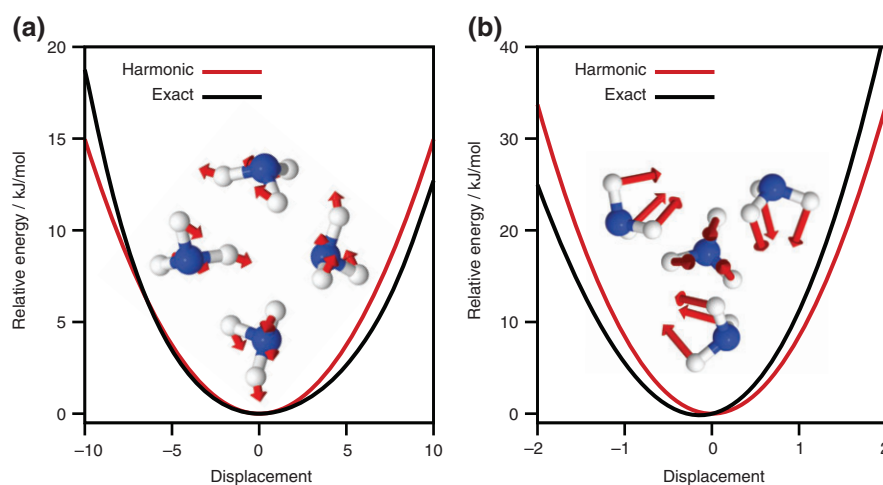 (a)
20
15
10
5
0
Relative energy / kJ/mol
Harmonic
Exact
−10
−5
0
5
10
Displacement
(b)
40
30
20
10
0
Relative energy / kJ/mol
Harmonic
Exact
−2
−1
0
1
2
Displacement